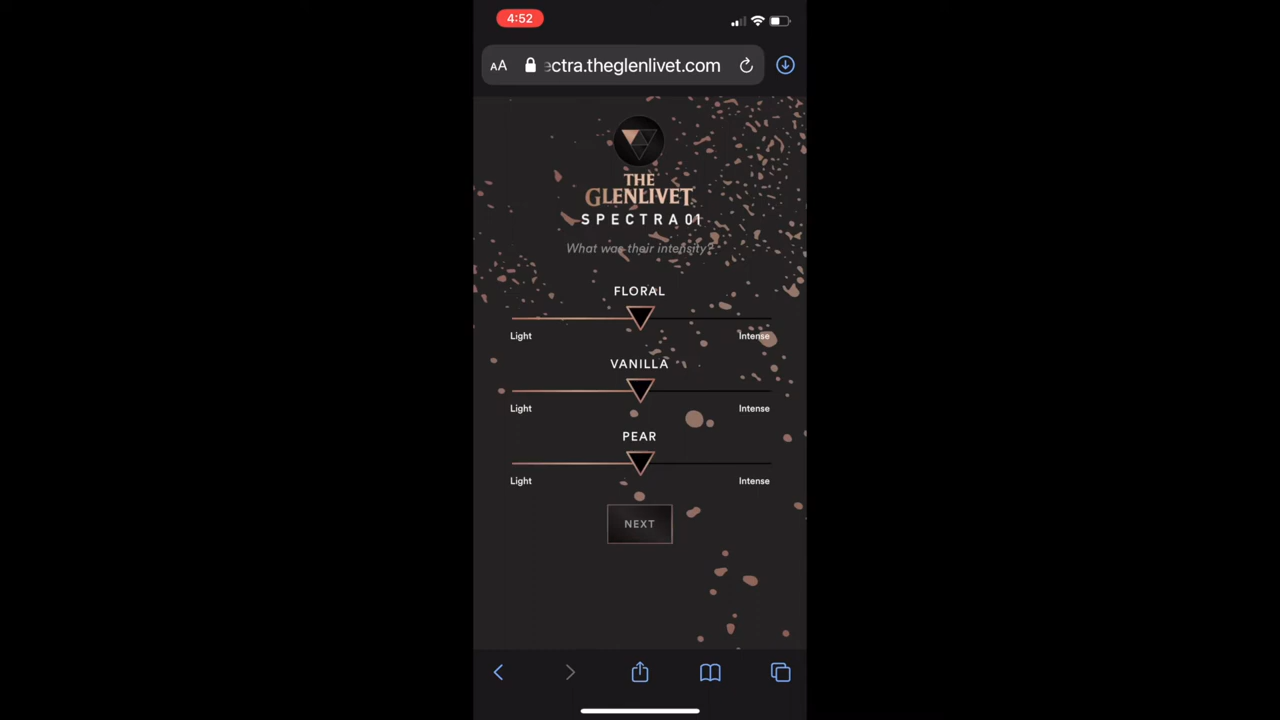 4:52
AA
ctra.theglenlivet.com
THE
GLENLIVET
SPECTRA 01
What was their intensity?
FLORAL
Light Intense
VANILLA
Light Intense
PEAR
Light Intense
NEXT